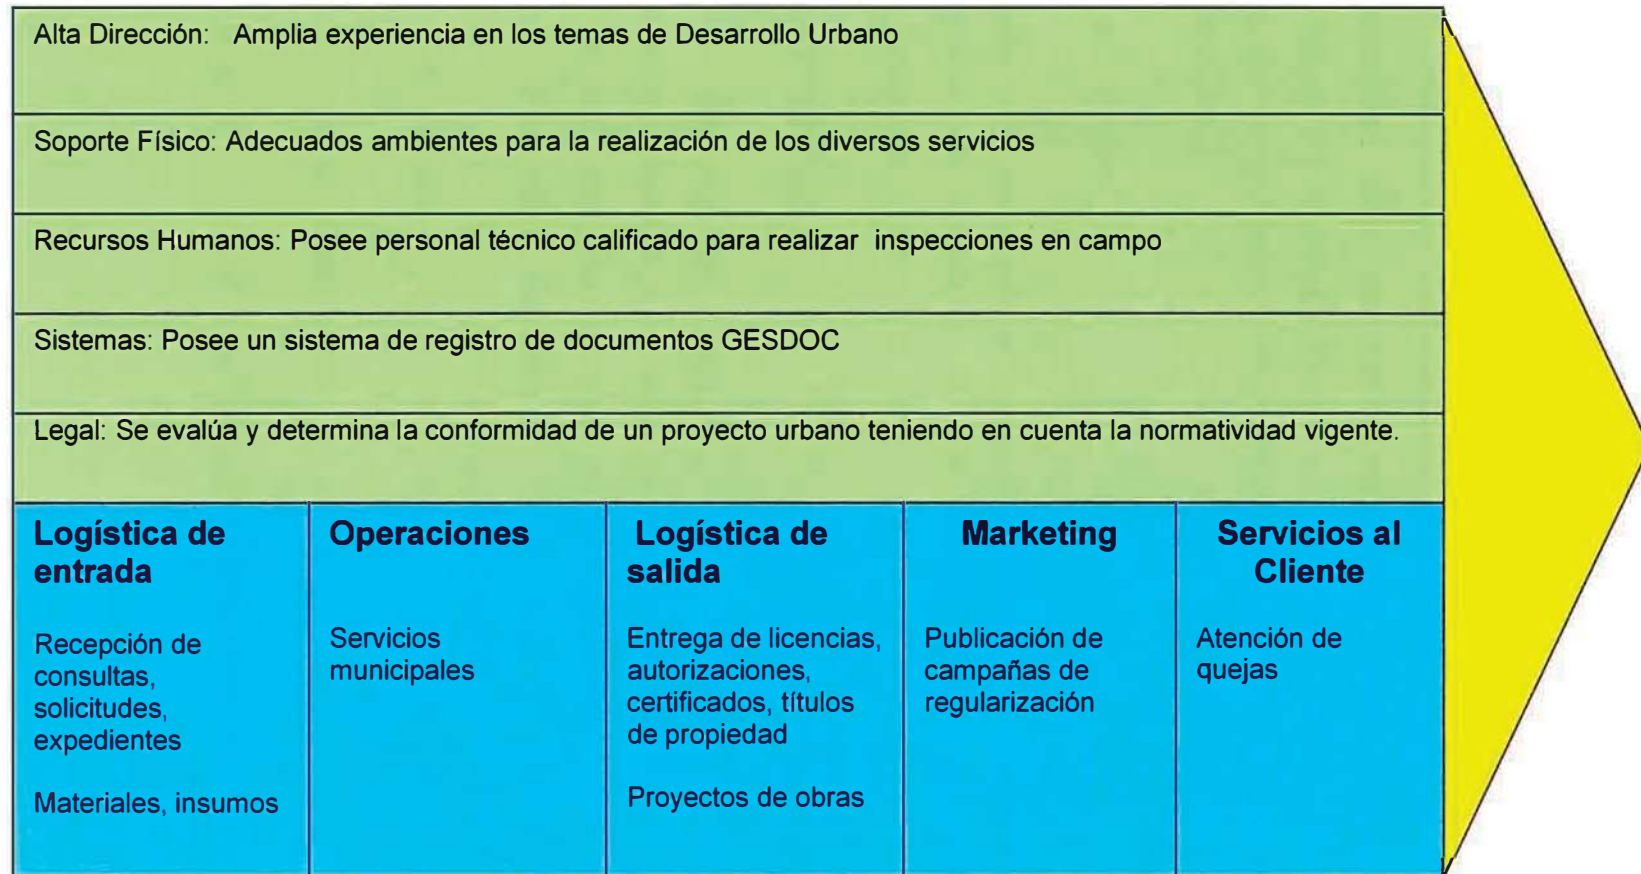 Alta Dirección: Amplia experiencia en los temas de Desarrollo Urbano
Soporte Físico: Adecuados ambientes para la realización de los diversos servicios
Recursos Humanos: Posee personal técnico calificado para realizar inspecciones en campo
Sistemas: Posee un sistema de registro de documentos GESDOC
Legal: Se evalúa y determina la conformidad de un proyecto urbano teniendo en cuenta la normatividad vigente.
Logística de
entrada
Recepción de
consultas,
solicitudes,
expedientes
Materiales, insumos
Operaciones
Servicios
municipales
Logística de
salida
Entrega de licencias,
autorizaciones,
certificados, títulos
de propiedad
Proyectos de obras
Marketing
Publicación de
campañas de
regularización
Servicios al
Cliente
Atención de
quejas